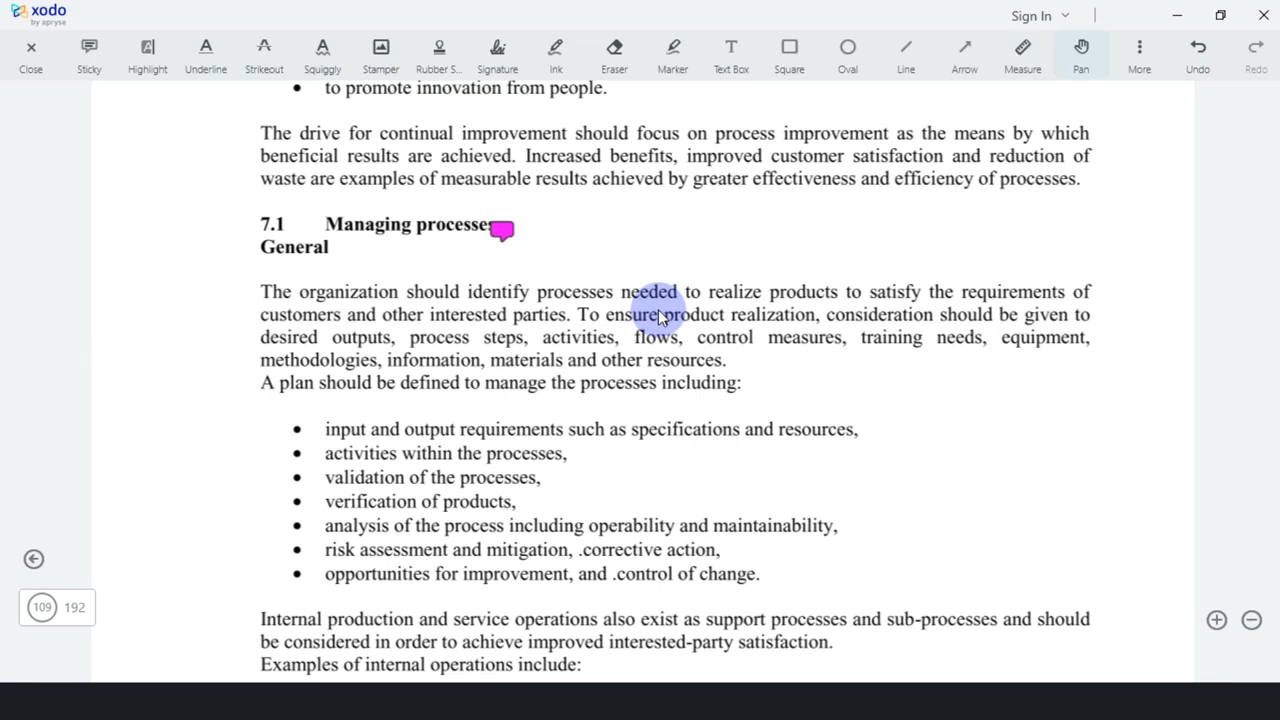 xodo
by apryse
Sign In
Close
Sticky
Highlight
Underline
Strikeout
Squiggly
Stamper
Rubber S...
Signature
Ink
Eraser
Marker
Text Box
Square
Oval
Line
Arrow
Measure
Pan
More
Undo
Redo
• to promote innovation from people.
The drive for continual improvement should focus on process improvement as the means by which
beneficial results are achieved. Increased benefits, improved customer satisfaction and reduction of
waste are examples of measurable results achieved by greater effectiveness and efficiency of processes.
7.1 Managing processes
General
The organization should identify processes needed to realize products to satisfy the requirements of
customers and other interested parties. To ensure product realization, consideration should be given to
desired outputs, process steps, activities, flows, control measures, training needs, equipment,
methodologies, information, materials and other resources.
A plan should be defined to manage the processes including:
• input and output requirements such as specifications and resources,
• activities within the processes,
• validation of the processes,
• verification of products,
• analysis of the process including operability and maintainability,
• risk assessment and mitigation, .corrective action,
• opportunities for improvement, and .control of change.
109 192
Internal production and service operations also exist as support processes and sub-processes and should
be considered in order to achieve improved interested-party satisfaction.
Examples of internal operations include: